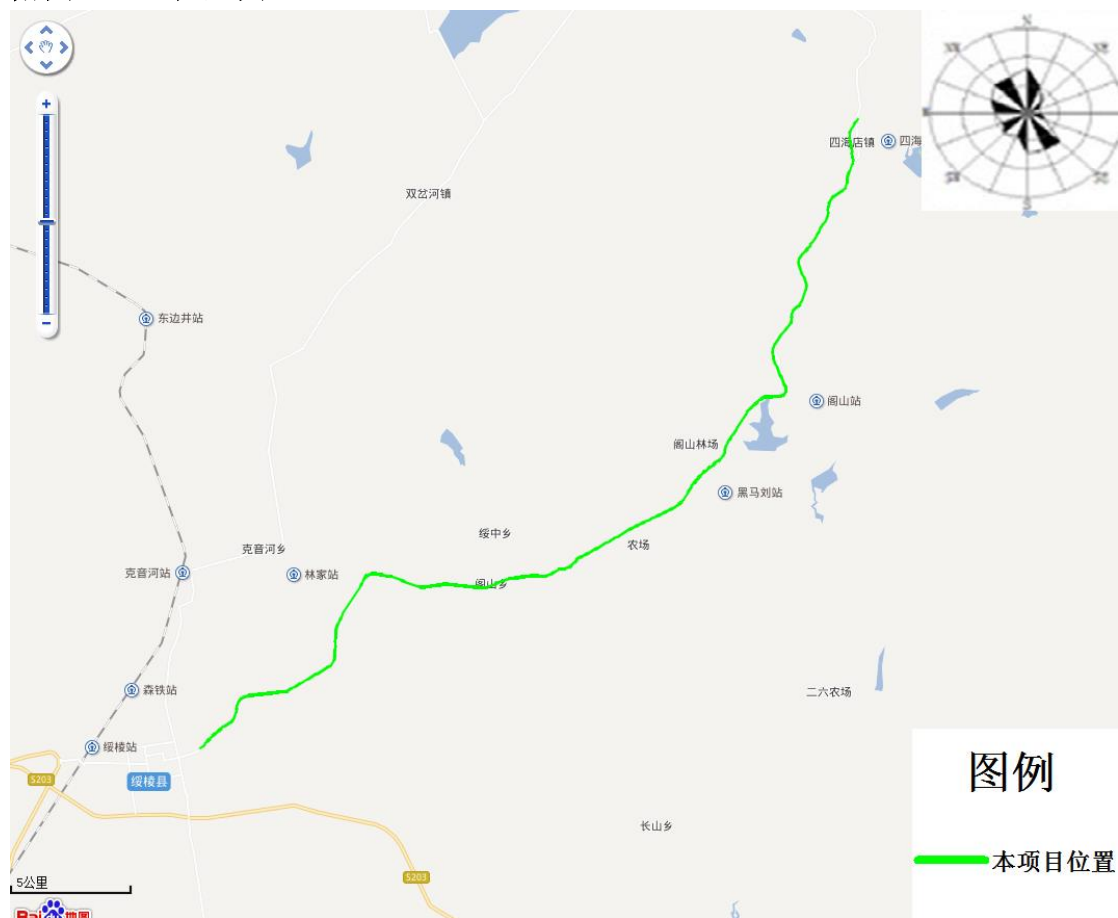 四海店镇
四海
双岔河镇
东边井站
阁山站
阁山林场
黑马刘站
绥中乡
农场
克音河乡
克音河站
林家站
阁山乡
森铁站
二六农场
绥棱站
绥棱县
S203
长山乡
S203
5公里
Bai 地图
图例
本项目位置
N
S